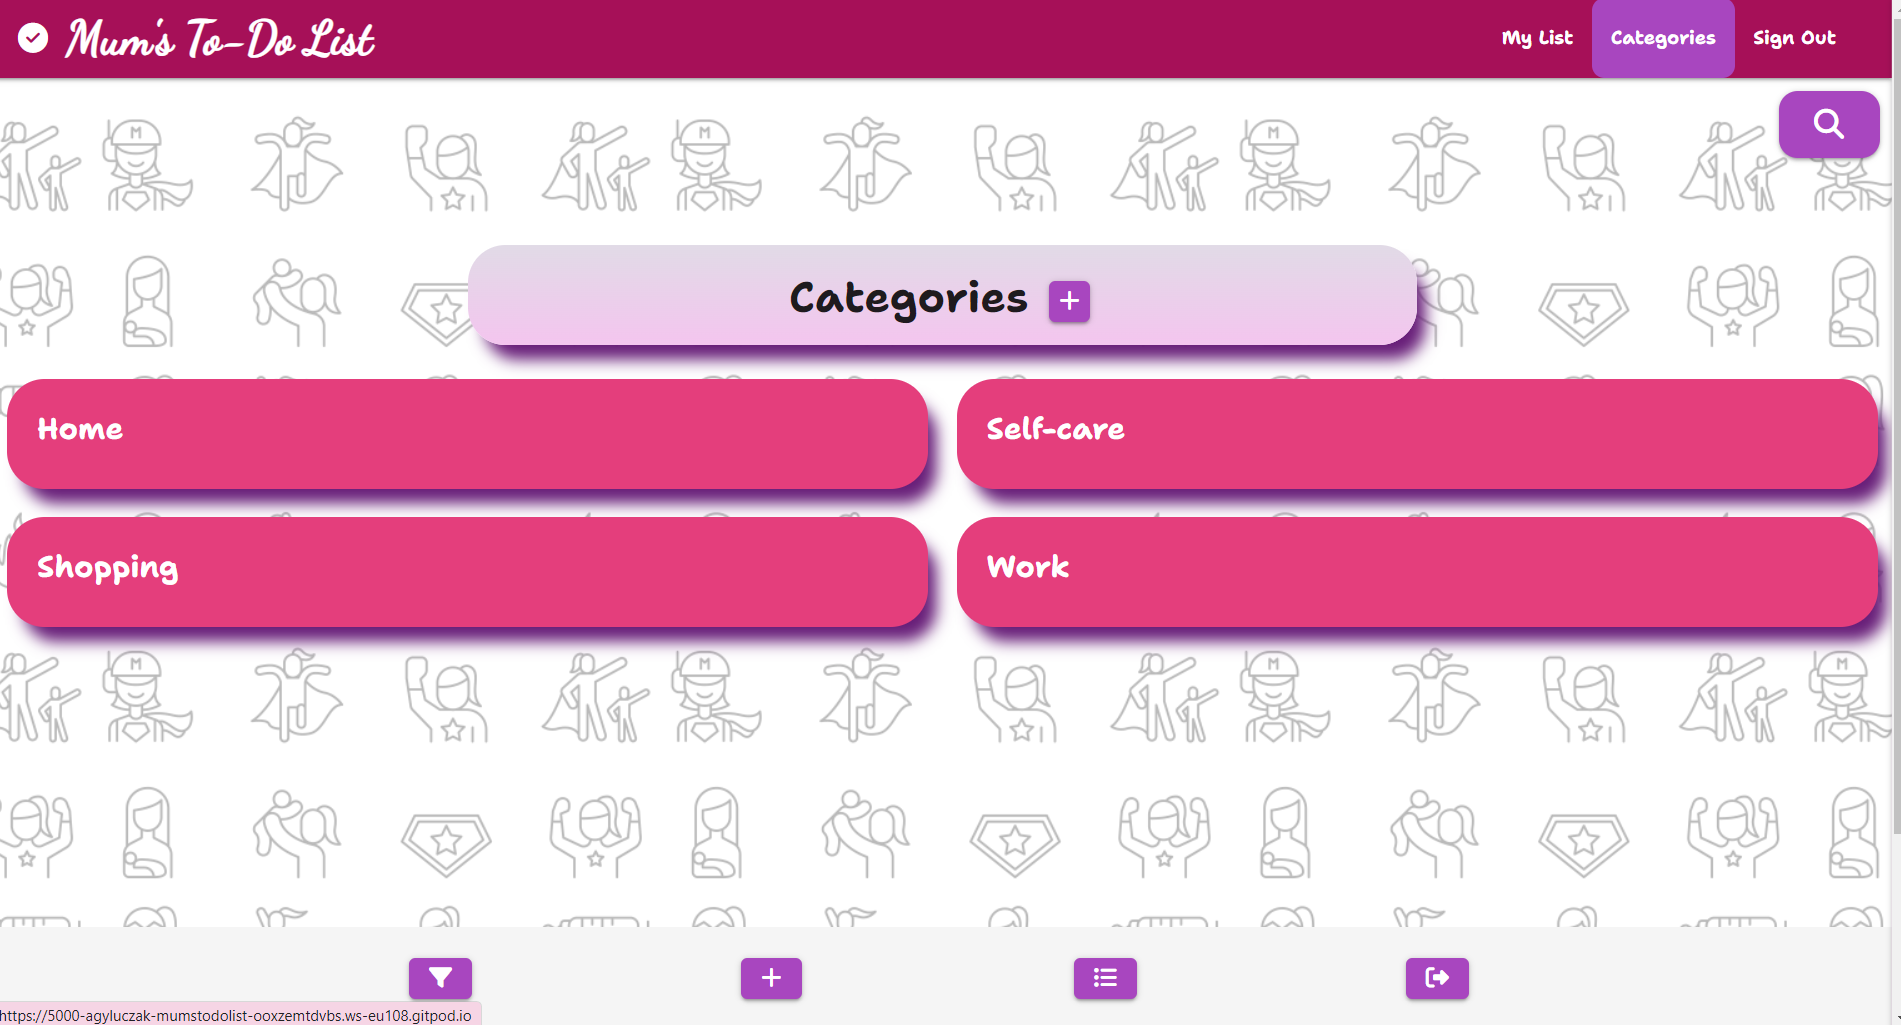 Mum's To-Do List
My List
Categories
Sign Out
Categories
Home
Self-care
Shopping
Work
https://5000-agyluczak-mumstodolist-ooxzemtdvbs.ws-eu108.gitpod.io